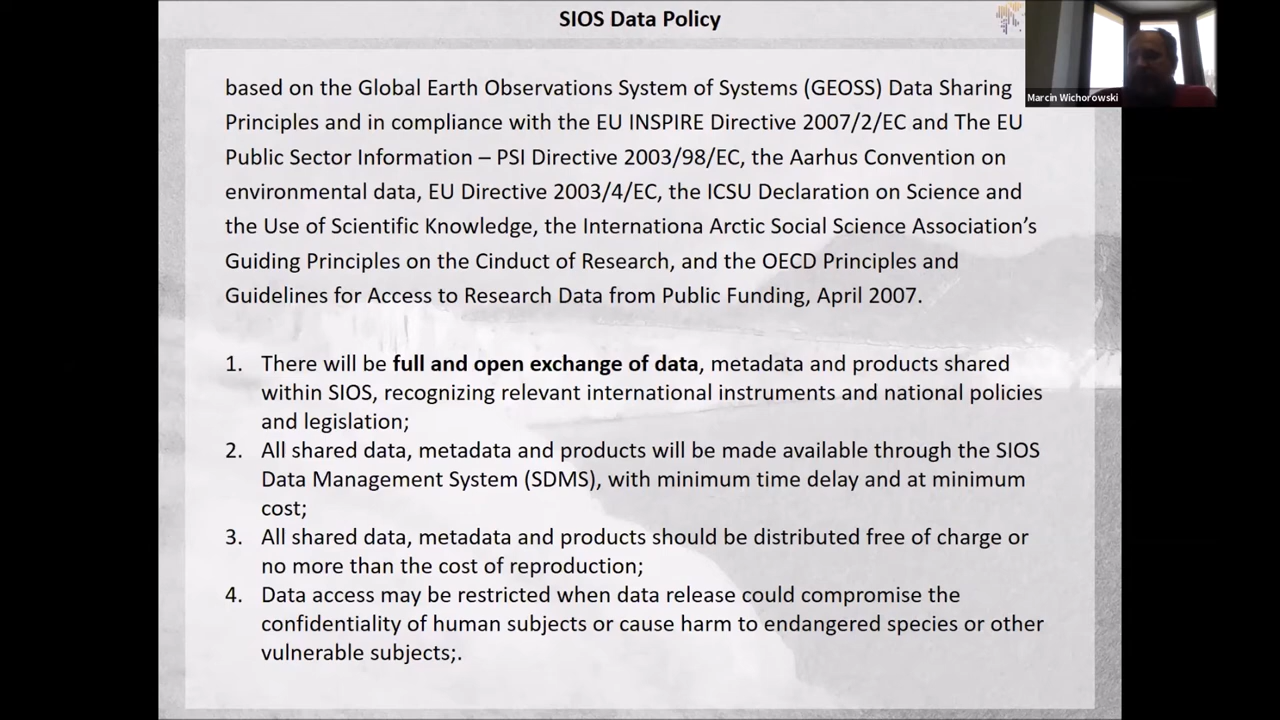 SIOS Data Policy
Marcin Wichorowski
based on the Global Earth Observations System of Systems (GEOSS) Data Sharing
Principles and in compliance with the EU INSPIRE Directive 2007/2/EC and The EU
Public Sector Information – PSI Directive 2003/98/EC, the Aarhus Convention on
environmental data, EU Directive 2003/4/EC, the ICSU Declaration on Science and
the Use of Scientific Knowledge, the Internationa Arctic Social Science Association’s
Guiding Principles on the Cinduct of Research, and the OECD Principles and
Guidelines for Access to Research Data from Public Funding, April 2007.
1. There will be full and open exchange of data, metadata and products shared
within SIOS, recognizing relevant international instruments and national policies
and legislation;
2. All shared data, metadata and products will be made available through the SIOS
Data Management System (SDMS), with minimum time delay and at minimum
cost;
3. All shared data, metadata and products should be distributed free of charge or
no more than the cost of reproduction;
4. Data access may be restricted when data release could compromise the
confidentiality of human subjects or cause harm to endangered species or other
vulnerable subjects;.